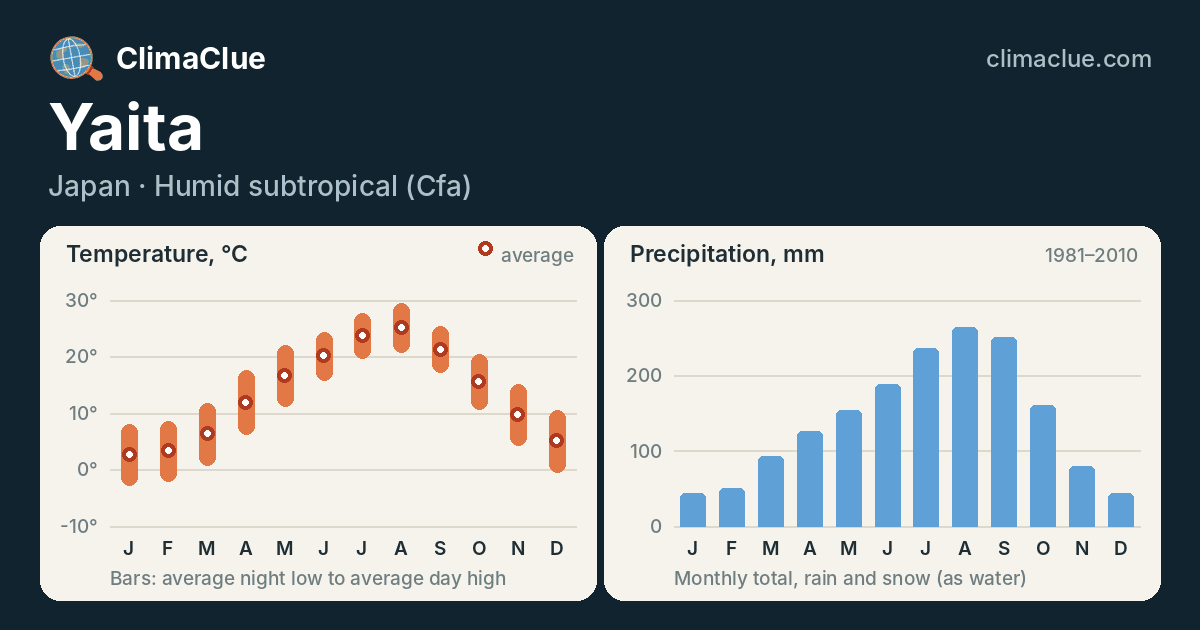 ClimaClue
climaclue.com
Yaita
Japan · Humid subtropical (Cfa)
Temperature, °C
average
30°
20°
10°
0°
-10°
J F M A M J J A S O N D
Bars: average night low to average day high
Precipitation, mm
1981–2010
300
200
100
0
J F M A M J J A S O N D
Monthly total, rain and snow (as water)